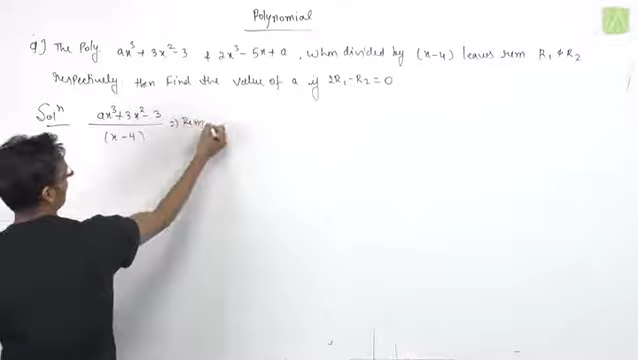 Polynomial
Q) The Poly. ax³ + 3x² - 3 & 2x³ - 5x + a, when divided by (x-4) leaves rem R₁ & R₂
respectively then find the value of a if 2R₁ - R₂ = 0
Solⁿ ax³ + 3x² - 3
(x-4) ⇒ Rem